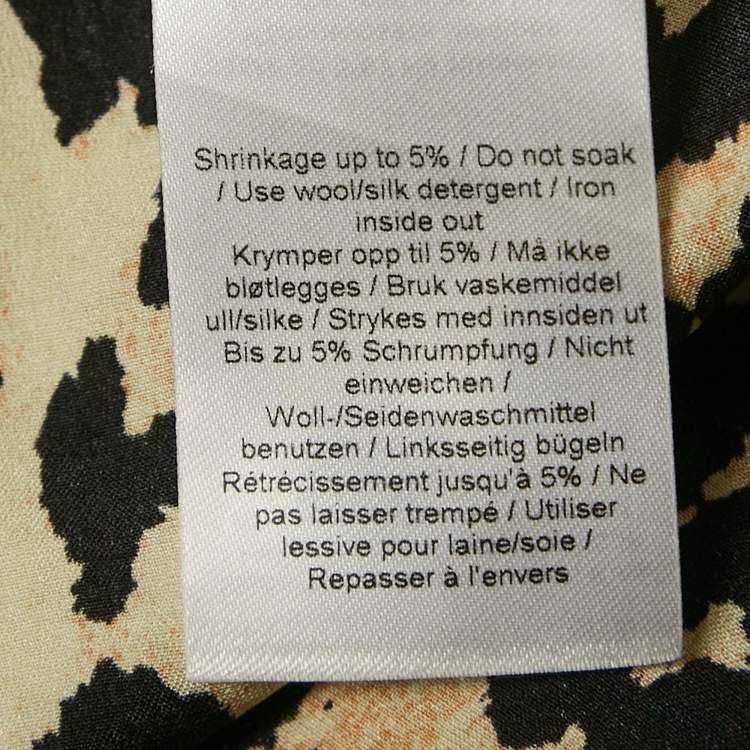 Shrinkage up to 5% / Do not soak
/ Use wool/silk detergent / Iron
inside out
Krymper opp til 5% / Må ikke
bløtlegges / Bruk vaskemiddel
ull/silke / Strykes med innsiden ut
Bis zu 5% Schrumpfung / Nicht
einweichen /
Woll-/Seidenwaschmittel
benutzen / Linksseitig bügeln
Rétrécissement jusqu'à 5% / Ne
pas laisser trempé / Utiliser
lessive pour laine/soie /
Repasser à l'envers